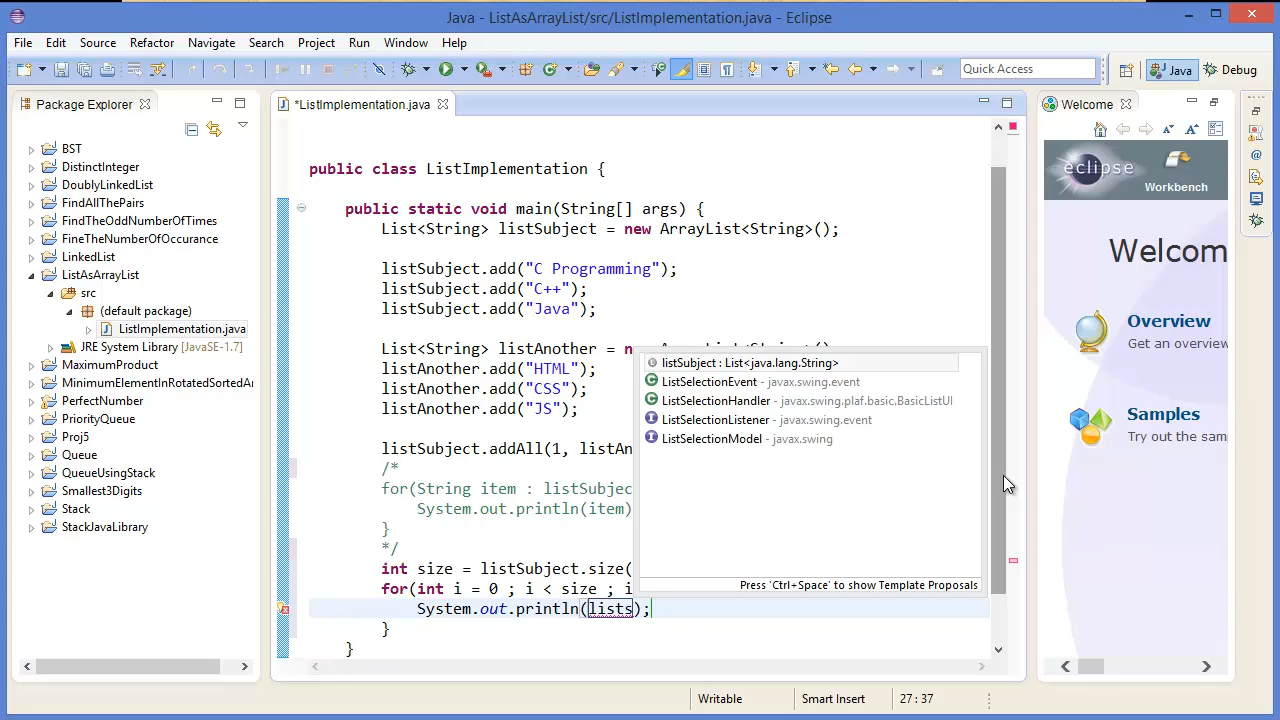 Java - ListAsArrayList/src/ListImplementation.java - Eclipse
File Edit Source Refactor Navigate Search Project Run Window Help
Quick Access
Java
Debug
Package Explorer
BST
DistinctInteger
DoublyLinkedList
FindAllThePairs
FindTheOddNumberOfTimes
FineTheNumberOfOccurance
LinkedList
ListAsArrayList
src
(default package)
ListImplementation.java
JRE System Library [JavaSE-1.7]
MaximumProduct
MinimumElementInRotatedSortedAr
PerfectNumber
PriorityQueue
Proj5
Queue
QueueUsingStack
Smallest3Digits
Stack
StackJavaLibrary
*ListImplementation.java
public class ListImplementation {
public static void main(String[] args) {
List<String> listSubject = new ArrayList<String>();
listSubject.add("C Programming");
listSubject.add("C++");
listSubject.add("Java");
List<String> listAnother = new ArrayList<String>();
listAnother.add("HTML");
listAnother.add("CSS");
listAnother.add("JS");
listSubject.addAll(1, listAn
/*
for(String item : listSubjec
System.out.println(item)
}
*/
int size = listSubject.size(
for(int i = 0 ; i < size ; i
System.out.println(lists);
}
}
listSubject : List<java.lang.String>
ListSelectionEvent - javax.swing.event
ListSelectionHandler - javax.swing.plaf.basic.BasicListUI
ListSelectionListener - javax.swing.event
ListSelectionModel - javax.swing
Press 'Ctrl+Space' to show Template Proposals
Welcome
eclipse
Workbench
Welcom
Overview
Get an overview
Samples
Try out the sam
Writable
Smart Insert
27 : 37